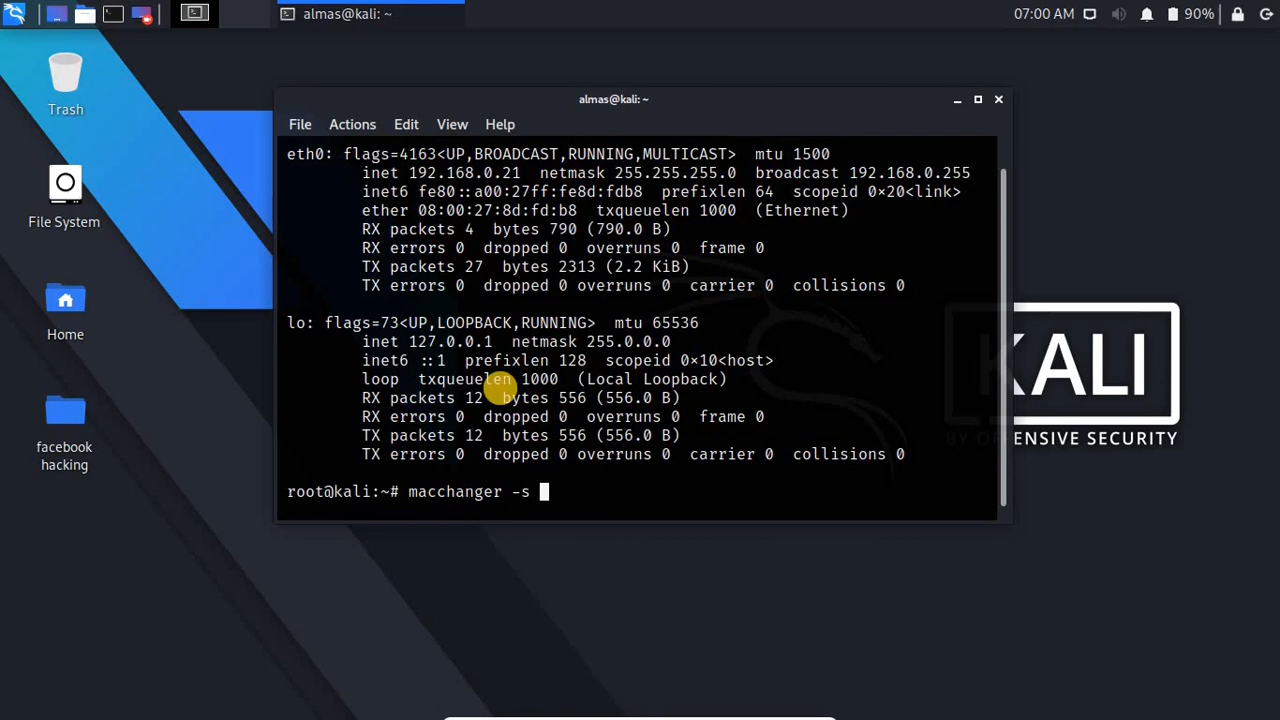 almas@kali: ~
07:00 AM
90%
Trash
File System
Home
facebook
hacking
almas@kali: ~
File Actions Edit View Help
eth0: flags=4163<UP,BROADCAST,RUNNING,MULTICAST>  mtu 1500
inet 192.168.0.21  netmask 255.255.255.0  broadcast 192.168.0.255
inet6 fe80::a00:27ff:fe8d:fdb8  prefixlen 64  scopeid 0×20<link>
ether 08:00:27:8d:fd:b8  txqueuelen 1000  (Ethernet)
RX packets 4  bytes 790 (790.0 B)
RX errors 0  dropped 0  overruns 0  frame 0
TX packets 27  bytes 2313 (2.2 KiB)
TX errors 0  dropped 0 overruns 0  carrier 0  collisions 0
lo: flags=73<UP,LOOPBACK,RUNNING>  mtu 65536
inet 127.0.0.1  netmask 255.0.0.0
inet6 ::1  prefixlen 128  scopeid 0×10<host>
loop  txqueuelen 1000  (Local Loopback)
RX packets 12  bytes 556 (556.0 B)
RX errors 0  dropped 0  overruns 0  frame 0
TX packets 12  bytes 556 (556.0 B)
TX errors 0  dropped 0 overruns 0  carrier 0  collisions 0
root@kali:~# macchanger -s
KALI
BY OFFENSIVE SECURITY